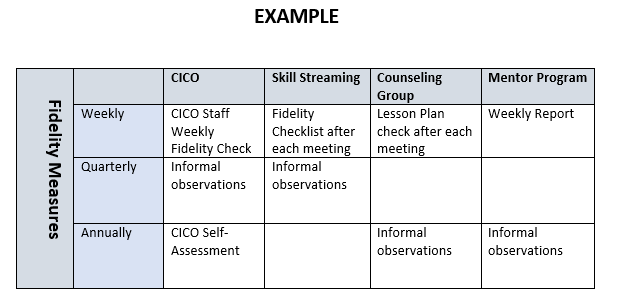 EXAMPLE
Fidelity Measures
CICO
Skill Streaming
Counseling
Group
Mentor Program
Weekly
CICO Staff
Weekly
Fidelity Check
Fidelity
Checklist after
each meeting
Lesson Plan
check after each
meeting
Weekly Report
Quarterly
Informal
observations
Informal
observations
Annually
CICO Self-
Assessment
Informal
observations
Informal
observations